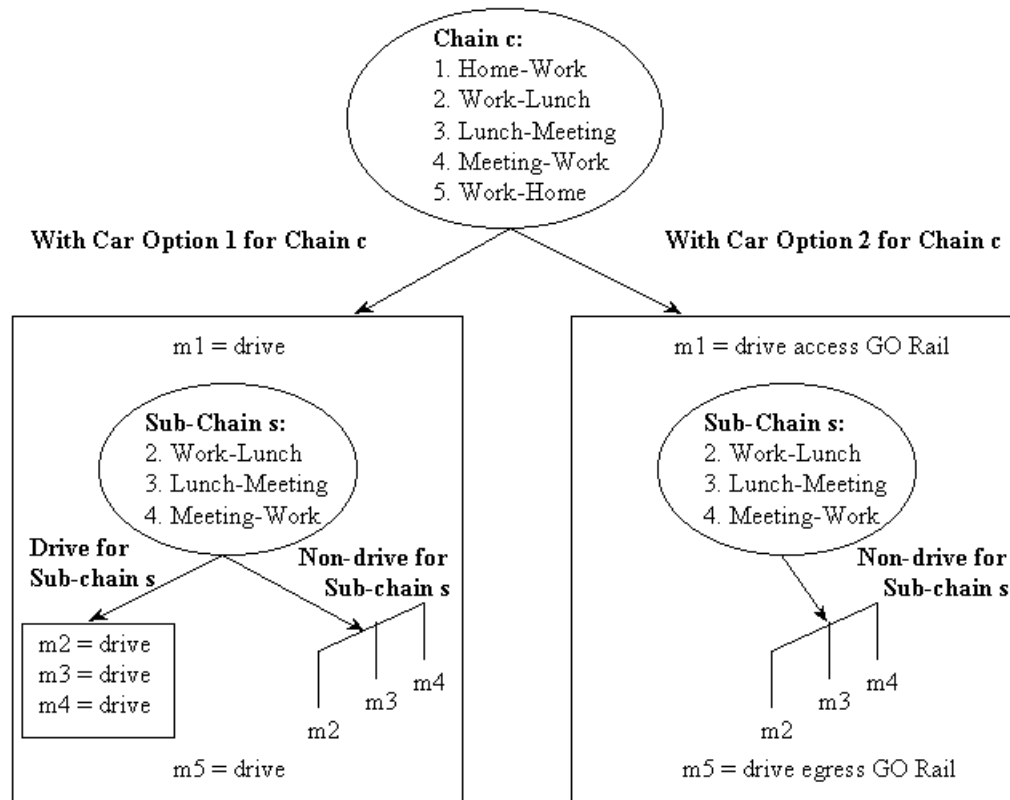 Chain c:
1. Home-Work
2. Work-Lunch
3. Lunch-Meeting
4. Meeting-Work
5. Work-Home
With Car Option 1 for Chain c
With Car Option 2 for Chain c
m1 = drive
Sub-Chain s:
2. Work-Lunch
3. Lunch-Meeting
4. Meeting-Work
Drive for
Sub-chain s
Non-drive for
Sub-chain s
m2 = drive
m3 = drive
m4 = drive
m2
m3
m4
m5 = drive
m1 = drive access GO Rail
Sub-Chain s:
2. Work-Lunch
3. Lunch-Meeting
4. Meeting-Work
Non-drive for
Sub-chain s
m2
m3
m4
m5 = drive egress GO Rail